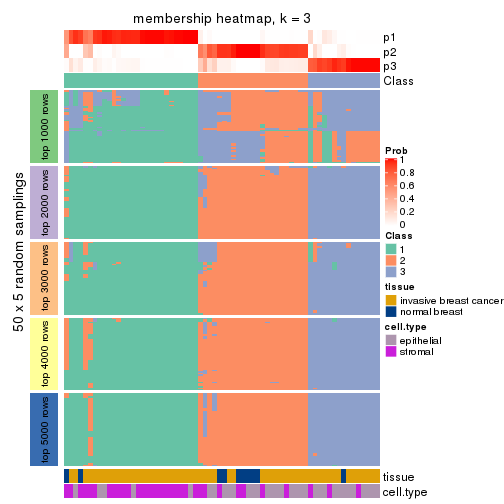 membership heatmap, k = 3
p1
p2
p3
Class
50 x 5 random samplings
top 1000 rows
top 2000 rows
top 3000 rows
top 4000 rows
top 5000 rows
Prob
1
0.8
0.6
0.4
0.2
0
Class
1
2
3
tissue
invasive breast cancer
normal breast
cell.type
epithelial
stromal
tissue
cell.type